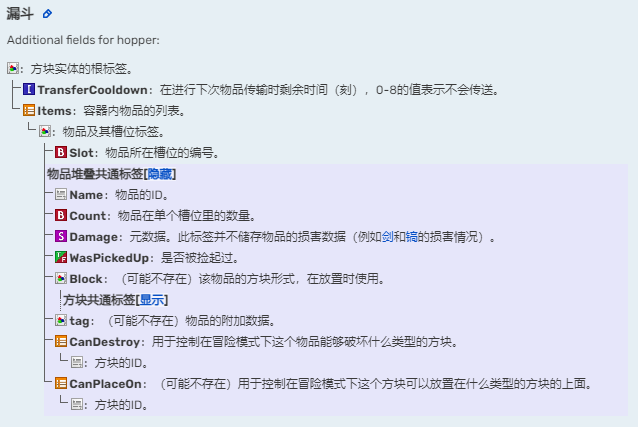 漏斗
Additional fields for hopper:
：方块实体的根标签。
TransferCooldown：在进行下次物品传输时剩余时间（刻），0-8的值表示不会传送。
Items：容器内物品的列表。
：物品及其槽位标签。
B Slot：物品所在槽位的编号。
物品堆叠共通标签[隐藏]
Name：物品的ID。
B Count：物品在单个槽位里的数量。
S Damage：元数据。此标签并不储存物品的损害数据（例如剑和镐的损害情况）。
WasPickedUp：是否被捡起过。
Block：（可能不存在）该物品的方块形式，在放置时使用。
方块共通标签[显示]
tag：（可能不存在）物品的附加数据。
CanDestroy：用于控制在冒险模式下这个物品能够破坏什么类型的方块。
：方块的ID。
CanPlaceOn：（可能不存在）用于控制在冒险模式下这个方块可以放置在什么类型的方块的上面。
：方块的ID。